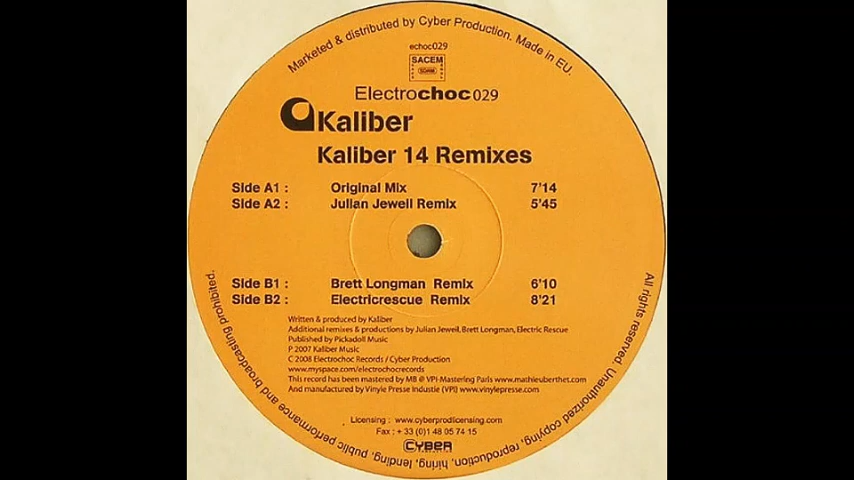 Marketed & distributed by Cyber Production. Made in EU.
echoc029
SACEM
SDRM
Electrochoc029
Kaliber
Kaliber 14 Remixes
Side A1 : Original Mix 7'14
Side A2 : Julian Jewell Remix 5'45
Side B1 : Brett Longman Remix 6'10
Side B2 : Electricrescue Remix 8'21
Written & produced by Kaliber
Additional remixes & productions by Julian Jeweil, Brett Longman, Electric Rescue
Published by Pickadoll Music
P 2007 Kaliber Music
C 2008 Electrochoc Records / Cyber Production
www.myspace.com/electrochocrecords
This record has been mastered by MB @ VPI-Mastering Paris www.mathieuberthet.com
And manufactured by Vinyle Presse Industie (VPI) www.vinylepresse.com
Licensing : www.cyberprodlicensing.com
Fax : + 33 (0)1 48 05 74 15
CYBER
All rights reserved. Unauthorized copying, reproduction, hiring, lending, public performance and broadcasting prohibited.